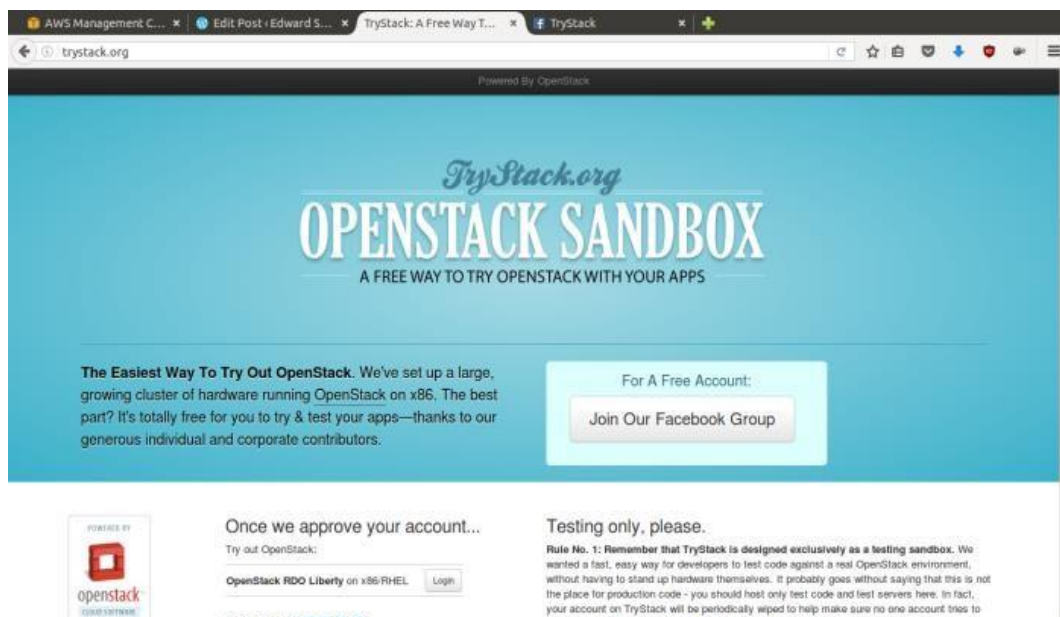 AWS Management C...
Edit Post ‹ Edward S...
TryStack: A Free Way T...
TryStack
trystack.org
Powered By OpenStack
TryStack.org
OPENSTACK SANDBOX
A FREE WAY TO TRY OPENSTACK WITH YOUR APPS
The Easiest Way To Try Out OpenStack. We've set up a large,
growing cluster of hardware running OpenStack on x86. The best
part? It's totally free for you to try & test your apps—thanks to our
generous individual and corporate contributors.
For A Free Account:
Join Our Facebook Group
POWERED BY
openstack
CLOUD SOFTWARE
Once we approve your account...
Try out OpenStack:
OpenStack RDO Liberty on x86/RHEL
Login
Testing only, please.
Rule No. 1: Remember that TryStack is designed exclusively as a testing sandbox. We
wanted a fast, easy way for developers to test code against a real OpenStack environment,
without having to stand up hardware themselves. It probably goes without saying that this is not
the place for production code - you should host only test code and test servers here. In fact,
your account on TryStack will be periodically wiped to help make sure no one account tries to